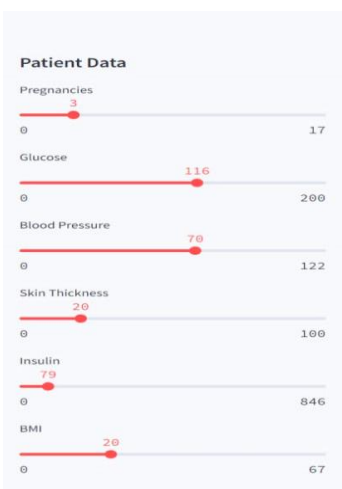 Patient Data
Pregnancies
3
0 17
Glucose
116
0 200
Blood Pressure
70
0 122
Skin Thickness
20
0 100
Insulin
79
0 846
BMI
20
0 67